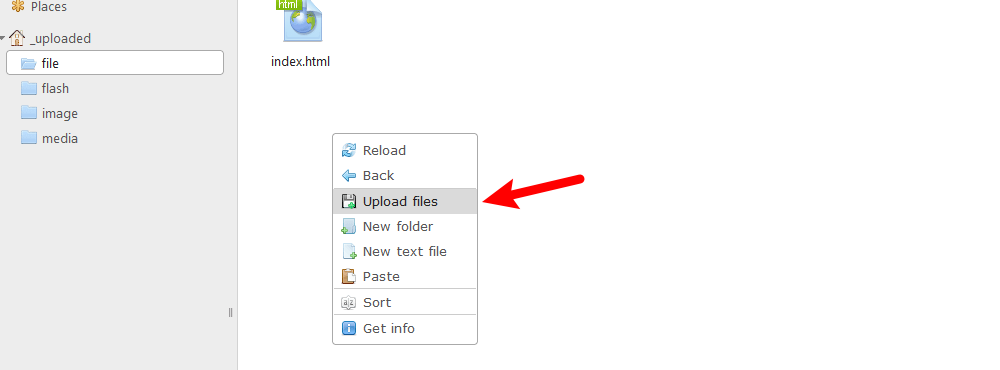 Places
_uploaded
file
flash
image
media
html
index.html
Reload
Back
Upload files
New folder
New text file
Paste
a z
Sort
Get info